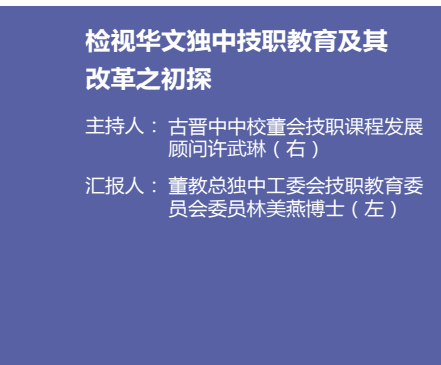 检视华文独中技职教育及其
改革之初探
主持人：古晋中中校董会技职课程发展
顾问许武琳（右）
汇报人：董教总独中工委会技职教育委
员会委员林美燕博士（左）